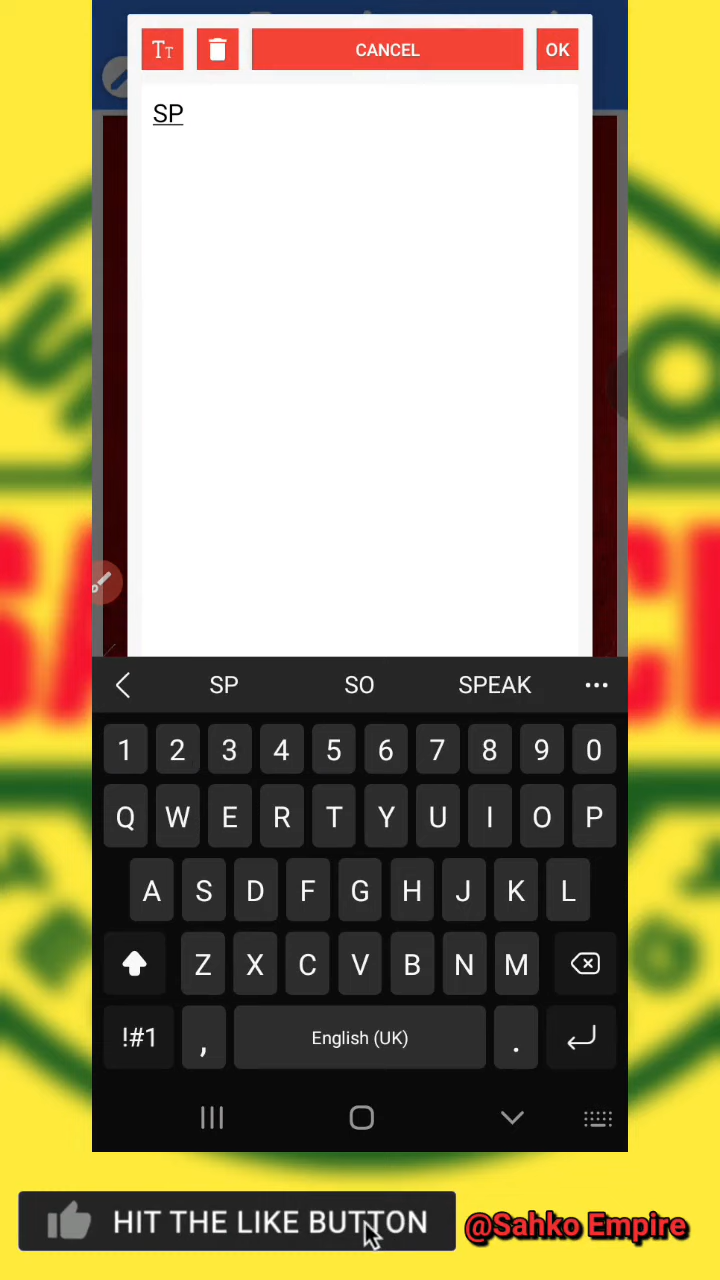 TT
CANCEL
OK
SP
SP SO SPEAK ...
1 2 3 4 5 6 7 8 9 0
Q W E R T Y U I O P
A S D F G H J K L
Z X C V B N M
!#1 , English (UK) .
HIT THE LIKE BUTTON
@Sahko Empire